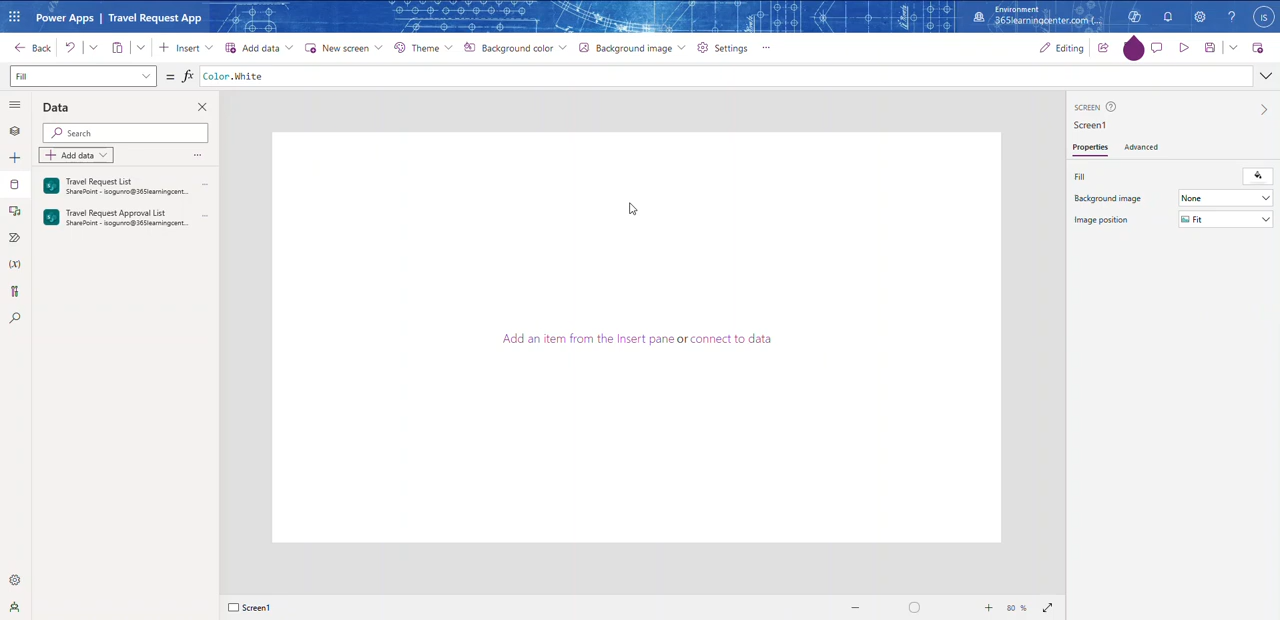 Power Apps | Travel Request App
Environment
365learningcenter.com (...
IS
Back
Insert
Add data
New screen
Theme
Background color
Background image
Settings
...
Editing
Fill
= fx Color.White
Data
Search
Add data
...
Travel Request List
SharePoint - isogunro@365learningcent...
...
Travel Request Approval List
SharePoint - isogunro@365learningcent...
...
(x)
Add an item from the Insert pane or connect to data
SCREEN
Screen1
Properties Advanced
Fill
Background image None
Image position Fit
Screen1
80 %